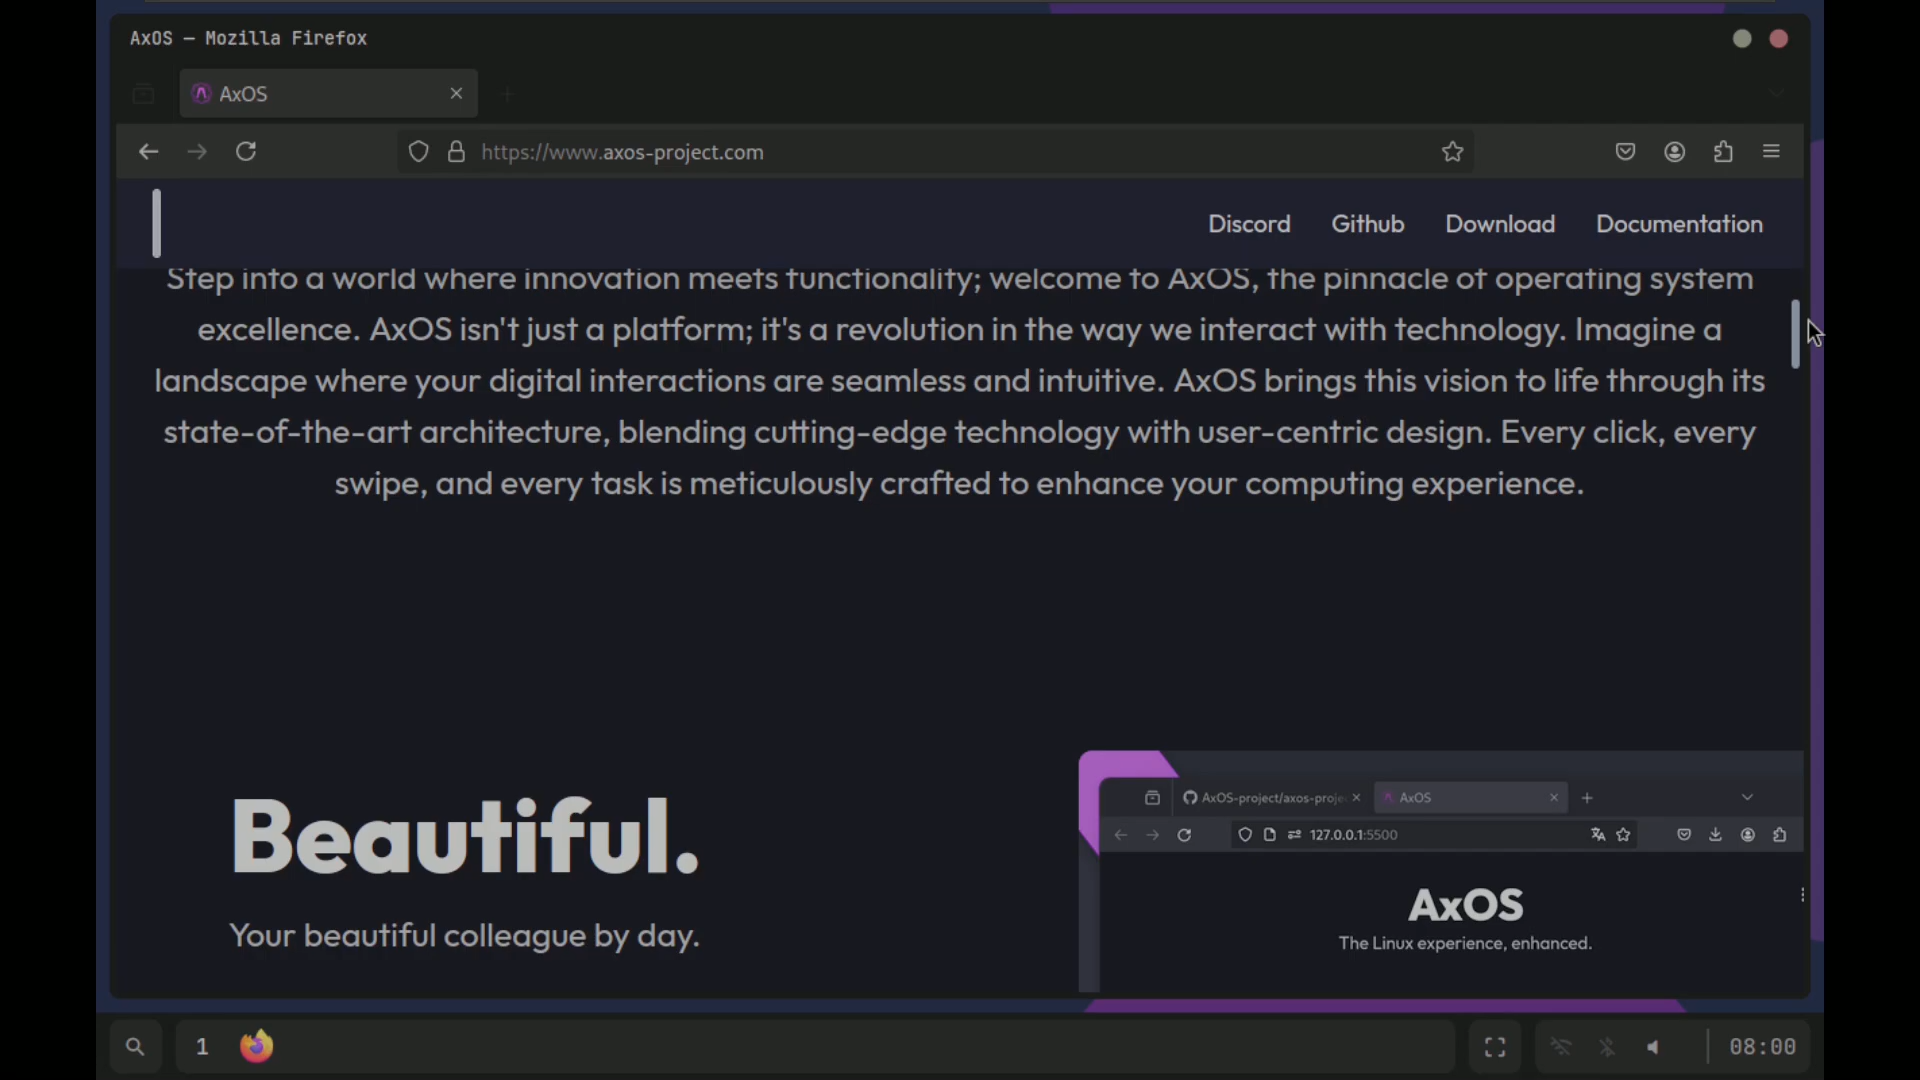 AxOS — Mozilla Firefox
AxOS
https://www.axos-project.com
Discord Github Download Documentation
Step into a world where innovation meets functionality; welcome to AxOS, the pinnacle of operating system
excellence. AxOS isn't just a platform; it's a revolution in the way we interact with technology. Imagine a
landscape where your digital interactions are seamless and intuitive. AxOS brings this vision to life through its
state-of-the-art architecture, blending cutting-edge technology with user-centric design. Every click, every
swipe, and every task is meticulously crafted to enhance your computing experience.
Beautiful.
Your beautiful colleague by day.
AxOS-project/axos-proje
AxOS
127.0.0.1:5500
AxOS
The Linux experience, enhanced.
1
08:00